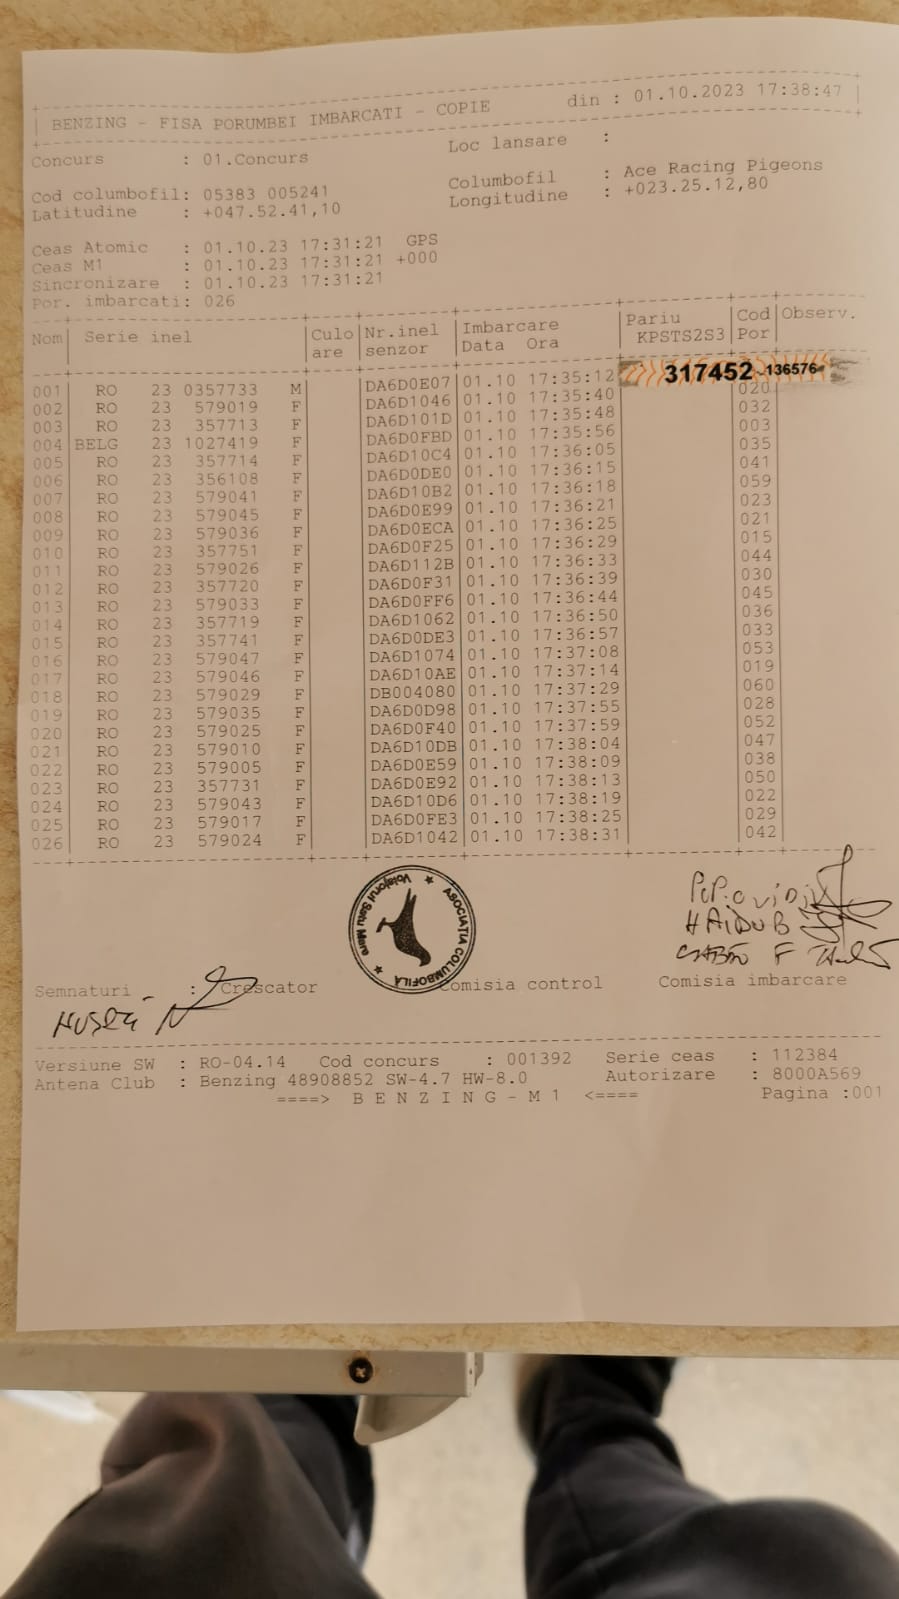 BENZING - FISA PORUMBEI IMBARCATI - COPIE din : 01.10.2023 17:38:47
Concurs : 01.Concurs Loc lansare :
Cod columbofil: 05383 005241 Columbofil : Ace Racing Pigeons
Latitudine : +047.52.41,10 Longitudine : +023.25.12,80
Ceas Atomic : 01.10.23 17:31:21 GPS
Ceas M1 : 01.10.23 17:31:21 +000
Sincronizare : 01.10.23 17:31:21
Por. imbarcati: 026
Nom Serie inel Culo Nr.inel Imbarcare Pariu Cod Observ.
are senzor Data Ora KPSTS2S3 Por
317452 136576
001 RO 23 0357733 M DA6D0E07 01.10 17:35:12 020
002 RO 23 579019 F DA6D1046 01.10 17:35:40 032
003 RO 23 357713 F DA6D101D 01.10 17:35:48 003
004 BELG 23 1027419 F DA6D0FBD 01.10 17:35:56 035
005 RO 23 357714 F DA6D10C4 01.10 17:36:05 041
006 RO 23 356108 F DA6D0DE0 01.10 17:36:15 059
007 RO 23 579041 F DA6D10B2 01.10 17:36:18 023
008 RO 23 579045 F DA6D0E99 01.10 17:36:21 021
009 RO 23 579036 F DA6D0ECA 01.10 17:36:25 015
010 RO 23 357751 F DA6D0F25 01.10 17:36:29 044
011 RO 23 579026 F DA6D112B 01.10 17:36:33 030
012 RO 23 357720 F DA6D0F31 01.10 17:36:39 045
013 RO 23 579033 F DA6D0FF6 01.10 17:36:44 036
014 RO 23 357719 F DA6D1062 01.10 17:36:50 033
015 RO 23 357741 F DA6D0DE3 01.10 17:36:57 053
016 RO 23 579047 F DA6D1074 01.10 17:37:08 019
017 RO 23 579046 F DA6D10AE 01.10 17:37:14 060
018 RO 23 579029 F DB004080 01.10 17:37:29 028
019 RO 23 579035 F DA6D0D98 01.10 17:37:55 052
020 RO 23 579025 F DA6D0F40 01.10 17:37:59 047
021 RO 23 579010 F DA6D10DB 01.10 17:38:04 038
022 RO 23 579005 F DA6D0E59 01.10 17:38:09 050
023 RO 23 357731 F DA6D0E92 01.10 17:38:13 022
024 RO 23 579043 F DA6D10D6 01.10 17:38:19 029
025 RO 23 579017 F DA6D0FE3 01.10 17:38:25 042
026 RO 23 579024 F DA6D1042 01.10 17:38:31
ASOCIATIA COLUMBOFILA
Voiajorul Satu Mare
HAIDU B
Semnaturi : Crescator Comisia control Comisia imbarcare
Versiune SW : RO-04.14 Cod concurs : 001392 Serie ceas : 112384
Antena Club : Benzing 48908852 SW-4.7 HW-8.0 Autorizare : 8000A569
====> B E N Z I N G - M 1 <==== Pagina :001